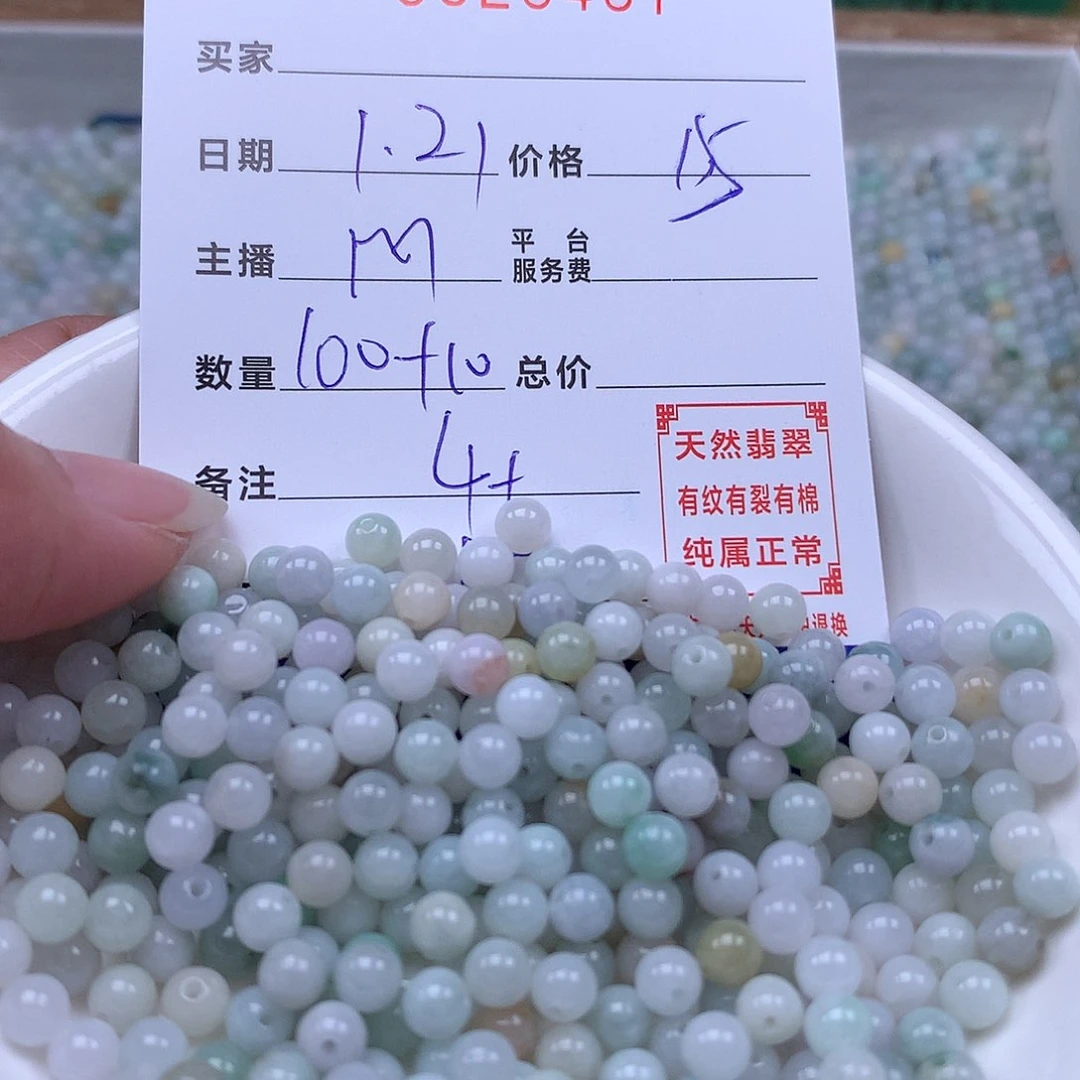 买家
日期 1.21 价格 15
主播 M 平台服务费
数量 100+10 总价
备注 4+
天然翡翠
有纹有裂有棉
纯属正常
退换